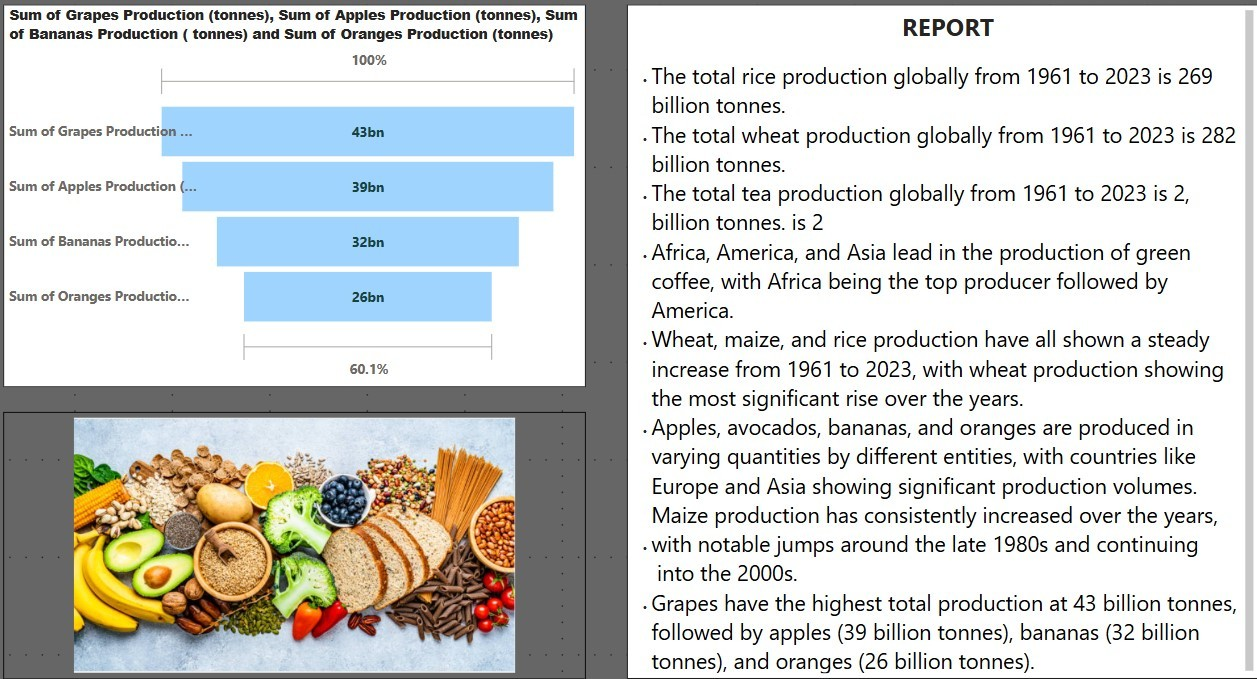 Sum of Grapes Production (tonnes), Sum of Apples Production (tonnes), Sum
of Bananas Production ( tonnes) and Sum of Oranges Production (tonnes)
100%
Sum of Grapes Production ...
43bn
Sum of Apples Production (...
39bn
Sum of Bananas Productio...
32bn
Sum of Oranges Productio...
26bn
60.1%
REPORT
. The total rice production globally from 1961 to 2023 is 269
billion tonnes.
. The total wheat production globally from 1961 to 2023 is 282
billion tonnes.
. The total tea production globally from 1961 to 2023 is 2,
billion tonnes. is 2
. Africa, America, and Asia lead in the production of green
coffee, with Africa being the top producer followed by
America.
. Wheat, maize, and rice production have all shown a steady
increase from 1961 to 2023, with wheat production showing
the most significant rise over the years.
. Apples, avocados, bananas, and oranges are produced in
varying quantities by different entities, with countries like
Europe and Asia showing significant production volumes.
Maize production has consistently increased over the years,
. with notable jumps around the late 1980s and continuing
into the 2000s.
. Grapes have the highest total production at 43 billion tonnes,
followed by apples (39 billion tonnes), bananas (32 billion
tonnes), and oranges (26 billion tonnes).